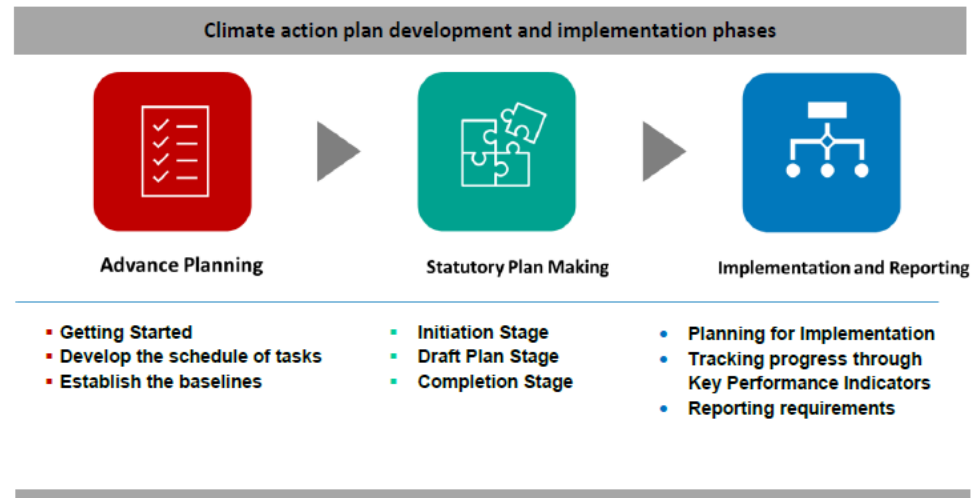 Climate action plan development and implementation phases
Advance Planning
Statutory Plan Making
Implementation and Reporting
Getting Started
Develop the schedule of tasks
Establish the baselines
Initiation Stage
Draft Plan Stage
Completion Stage
Planning for Implementation
Tracking progress through
Key Performance Indicators
Reporting requirements